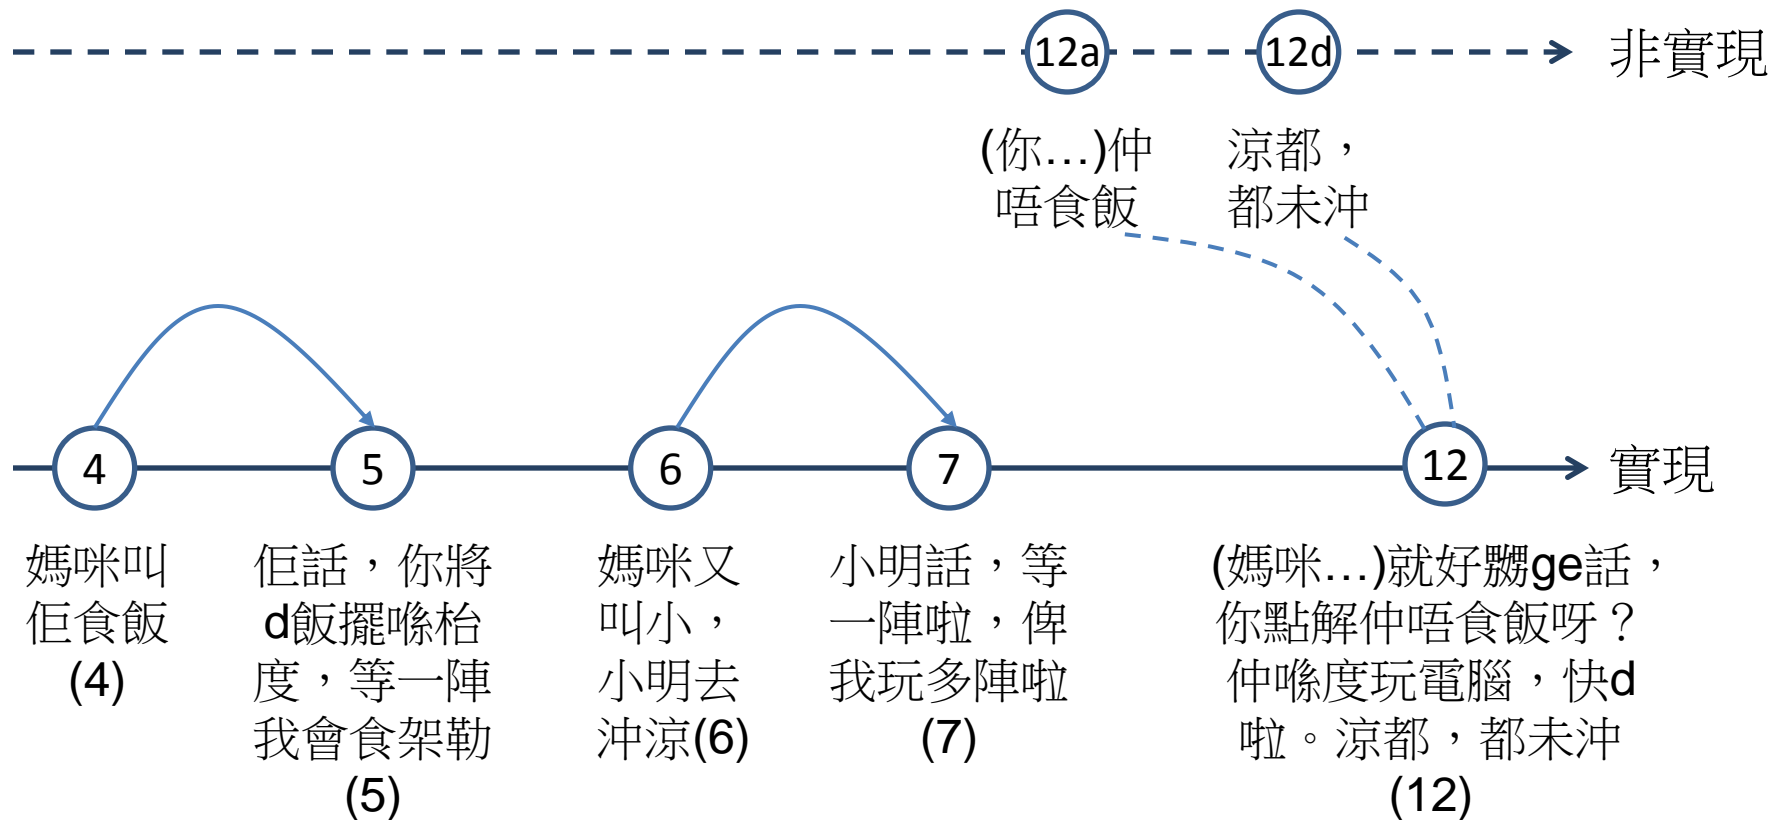 12a
12d
非實現
(你…)仲
唔食飯
涼都，
都未沖
4
5
6
7
12
實現
媽咪叫
佢食飯
(4)
佢話，你將
d飯擺喺枱
度，等一陣
我會食架勒
(5)
媽咪又
叫小，
小明去
沖涼(6)
小明話，等
一陣啦，俾
我玩多陣啦
(7)
(媽咪…)就好嬲ge話，
你點解仲唔食飯呀？
仲喺度玩電腦，快d
啦。涼都，都未沖
(12)